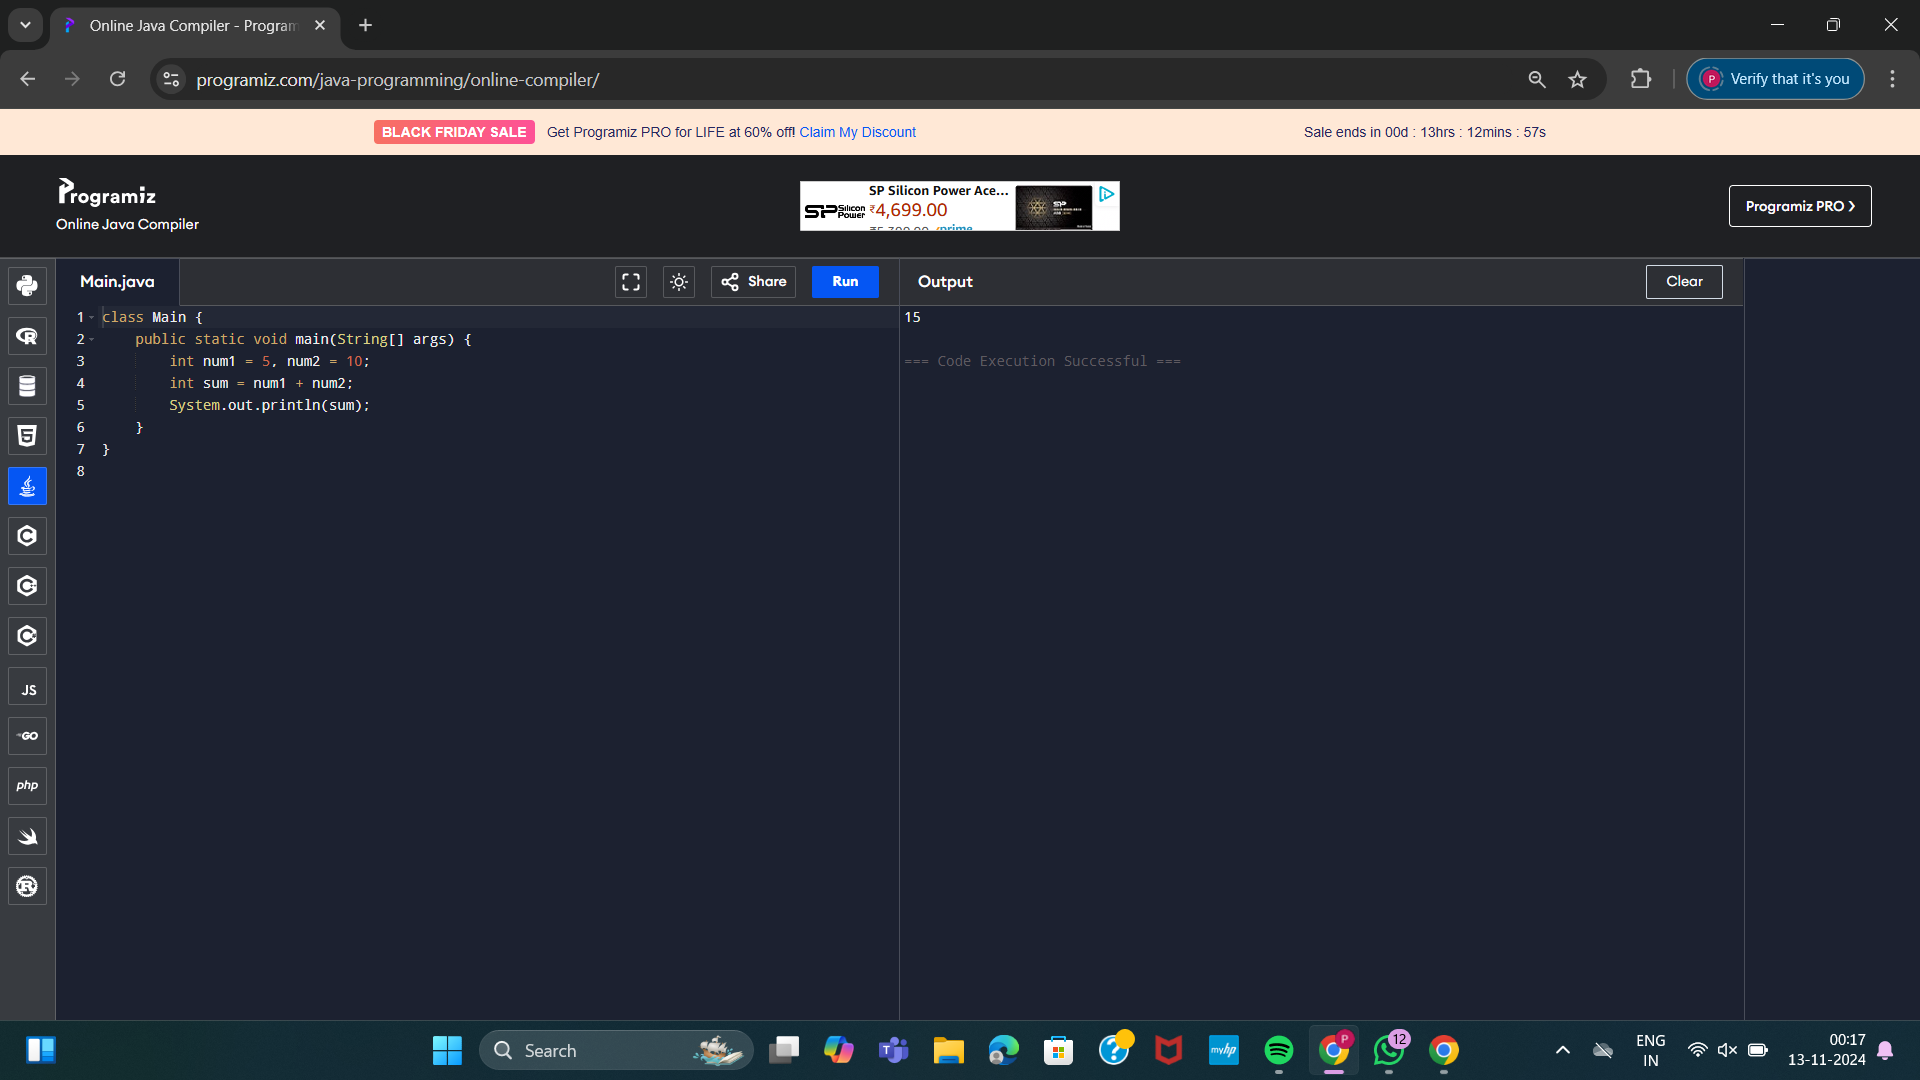 Online Java Compiler - Program
programiz.com/java-programming/online-compiler/
Verify that it's you
BLACK FRIDAY SALE Get Programiz PRO for LIFE at 60% off! Claim My Discount
Sale ends in 00d : 13hrs : 12mins : 57s
Programiz
Online Java Compiler
SP Silicon Power
SP Silicon Power Ace...
₹4,699.00
Programiz PRO
Main.java
Share
Run
Output
Clear
1 class Main {
2 public static void main(String[] args) {
3 int num1 = 5, num2 = 10;
4 int sum = num1 + num2;
5 System.out.println(sum);
6 }
7 }
8
15
=== Code Execution Successful ===
JS
GO
php
Search
myhp
P
12
ENG
IN
00:17
13-11-2024